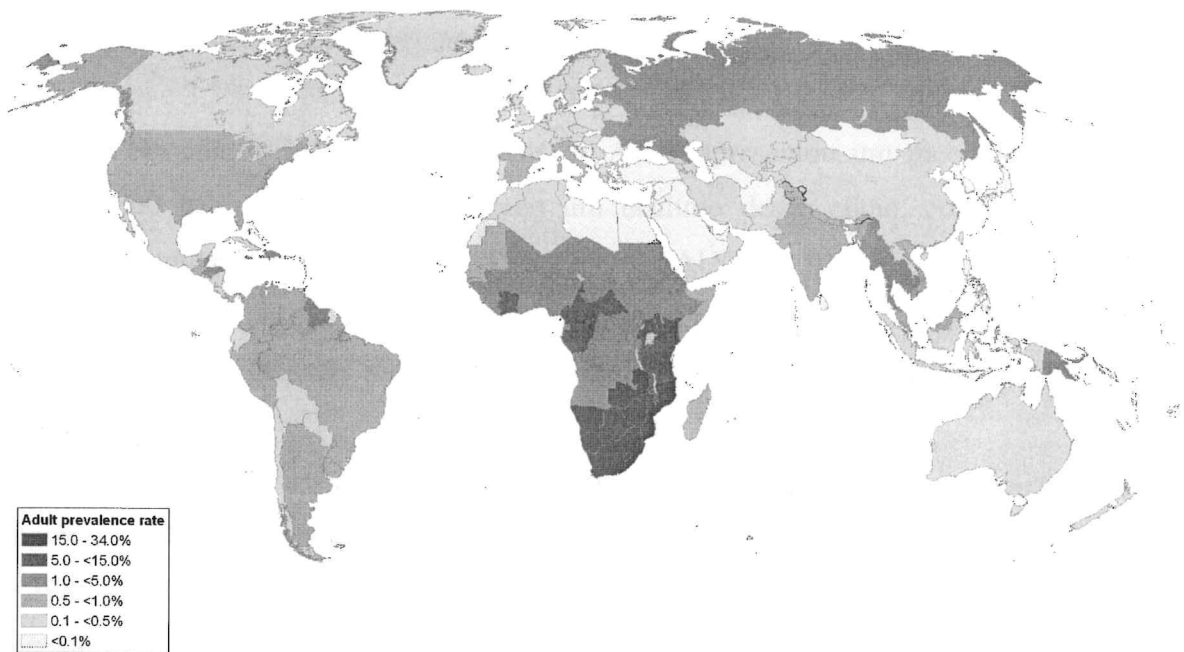 Adult prevalence rate
15.0 - 34.0%
5.0 - <15.0%
1.0 - <5.0%
0.5 - <1.0%
0.1 - <0.5%
<0.1%